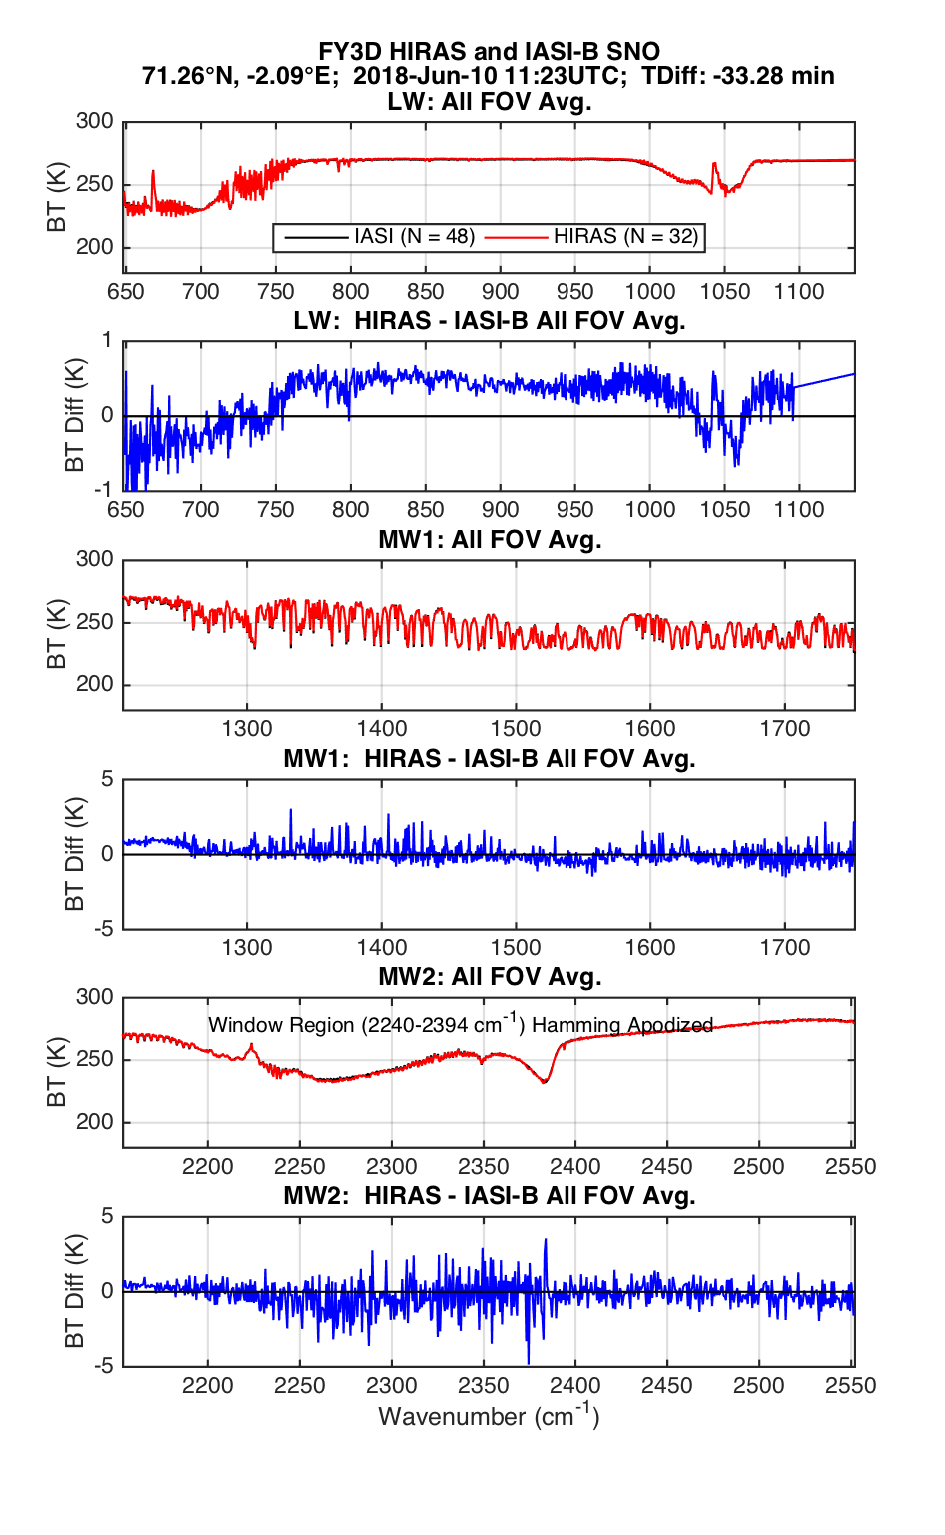 FY3D HIRAS and IASI-B SNO
71.26°N, -2.09°E;  2018-Jun-10 11:23UTC;  TDiff: -33.28 min
LW: All FOV Avg.
300
250
200
BT (K)
IASI (N = 48)
HIRAS (N = 32)
650 700 750 800 850 900 950 1000 1050 1100
LW:  HIRAS - IASI-B All FOV Avg.
1
0
-1
BT Diff (K)
650 700 750 800 850 900 950 1000 1050 1100
MW1: All FOV Avg.
300
250
200
BT (K)
1300 1400 1500 1600 1700
MW1:  HIRAS - IASI-B All FOV Avg.
5
0
-5
BT Diff (K)
1300 1400 1500 1600 1700
MW2: All FOV Avg.
300
250
200
BT (K)
Window Region (2240-2394 cm⁻¹) Hamming Apodized
2200 2250 2300 2350 2400 2450 2500 2550
MW2:  HIRAS - IASI-B All FOV Avg.
5
0
-5
BT Diff (K)
2200 2250 2300 2350 2400 2450 2500 2550
Wavenumber (cm⁻¹)